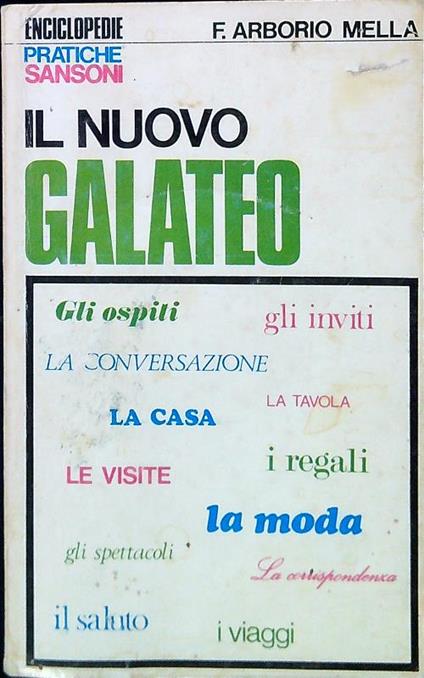 ENCICLOPEDIE
F. ARBORIO MELLA
PRATICHE
SANSONI
IL NUOVO
GALATEO
Gli ospiti
gli inviti
LA CONVERSAZIONE
LA TAVOLA
LA CASA
i regali
LE VISITE
la moda
gli spettacoli
La corrispondenza
il saluto
i viaggi